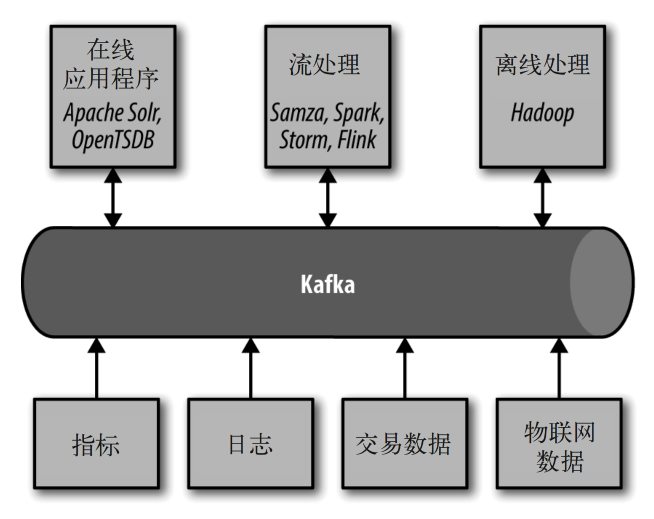 在线
应用程序
Apache Solr,
OpenTSDB
流处理
Samza, Spark,
Storm, Flink
离线处理
Hadoop
Kafka
指标
日志
交易数据
物联网
数据